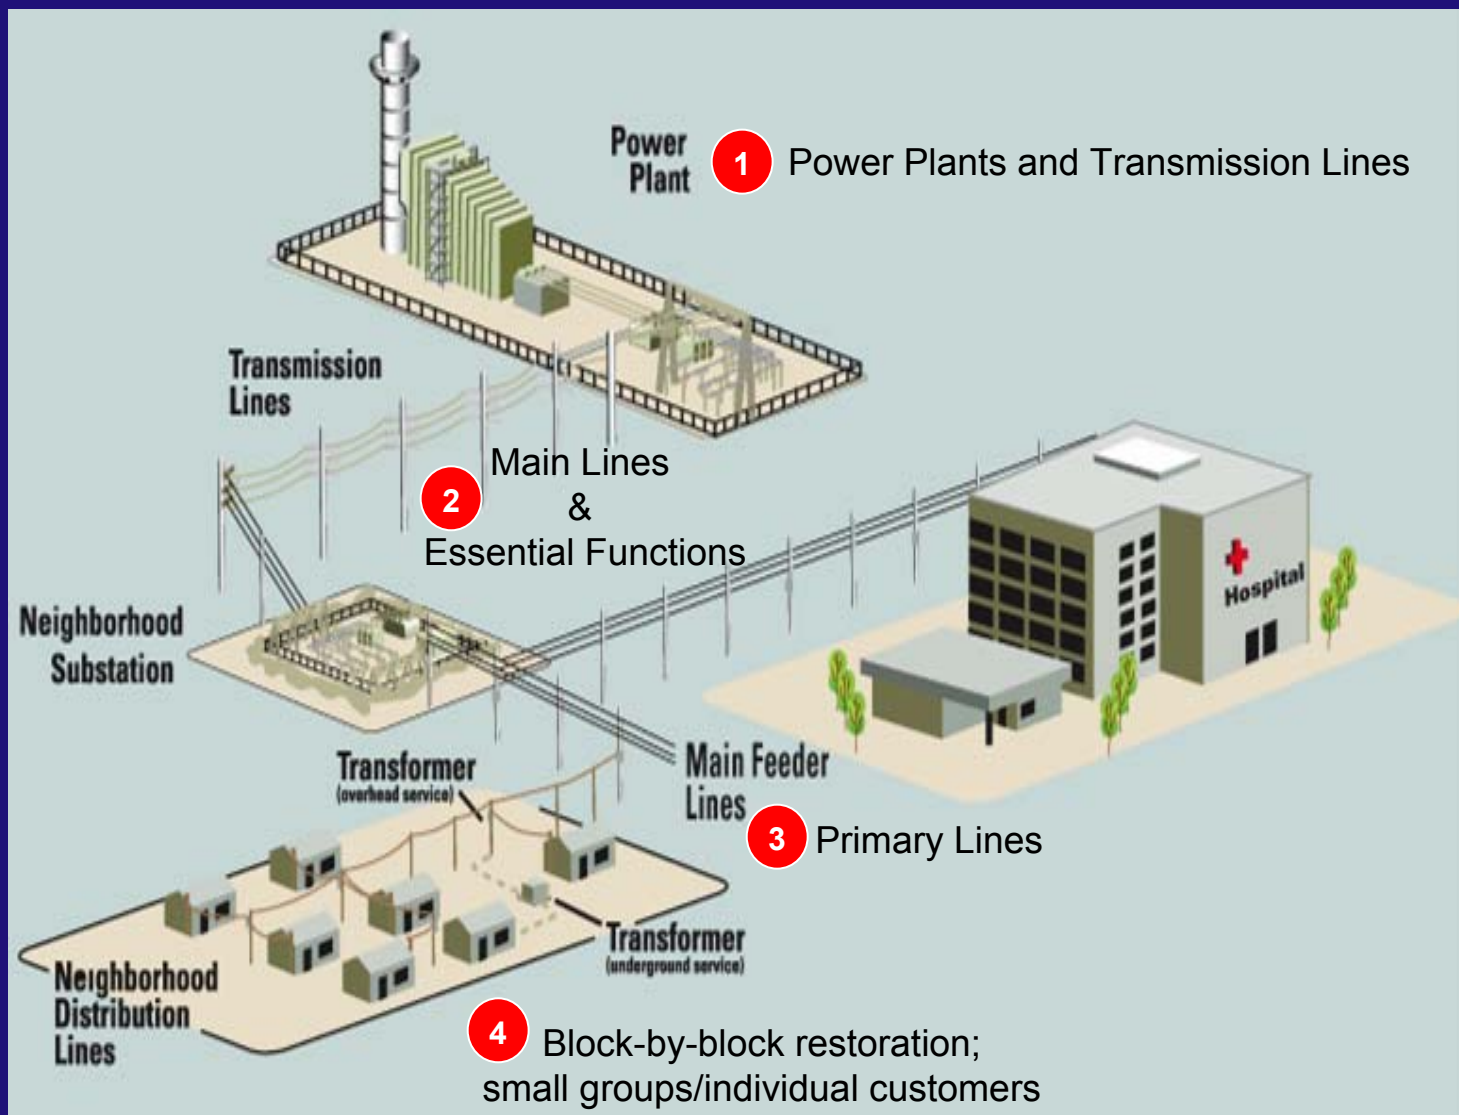 Power
Plant
1 Power Plants and Transmission Lines
Transmission
Lines
2 Main Lines
&
Essential Functions
Hospital
Neighborhood
Substation
Transformer
(overhead service)
Main Feeder
Lines
3 Primary Lines
Transformer
(underground service)
Neighborhood
Distribution
Lines
4 Block-by-block restoration;
small groups/individual customers